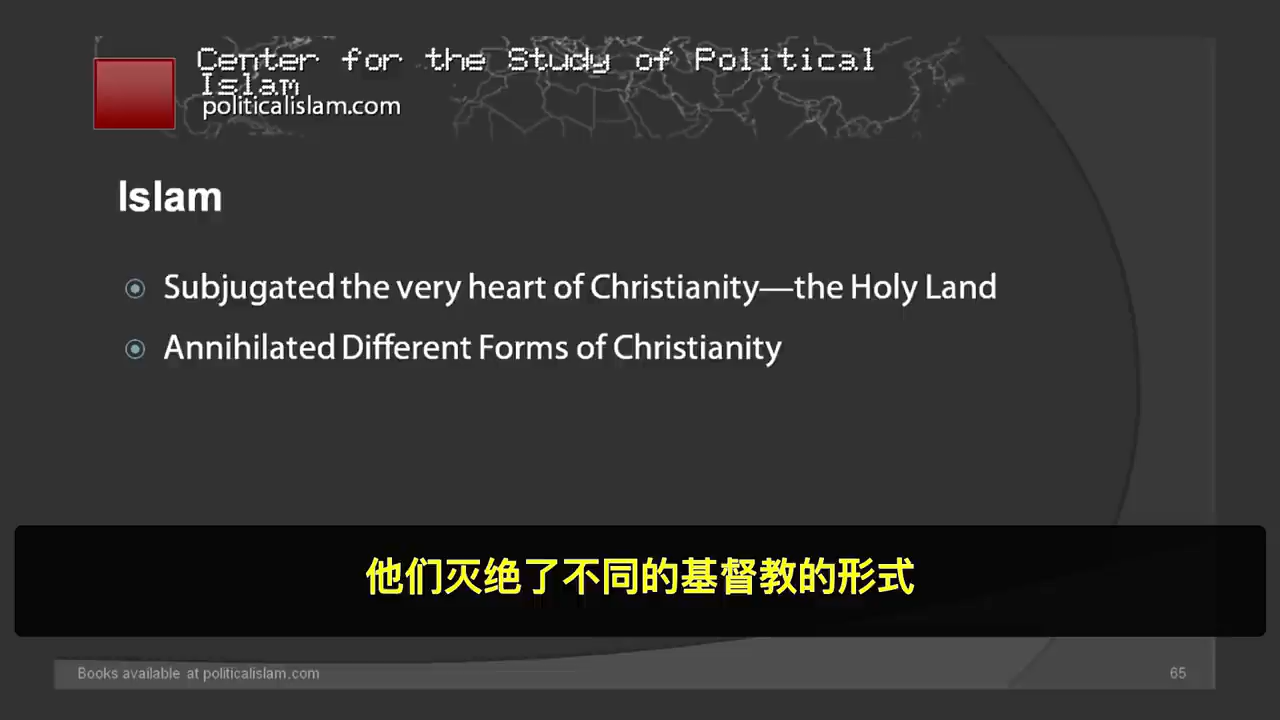 Center for the Study of Political
Islam
politicalislam.com
Islam
Subjugated the very heart of Christianity—the Holy Land
Annihilated Different Forms of Christianity
他们灭绝了不同的基督教的形式
Books available at politicalislam.com
65